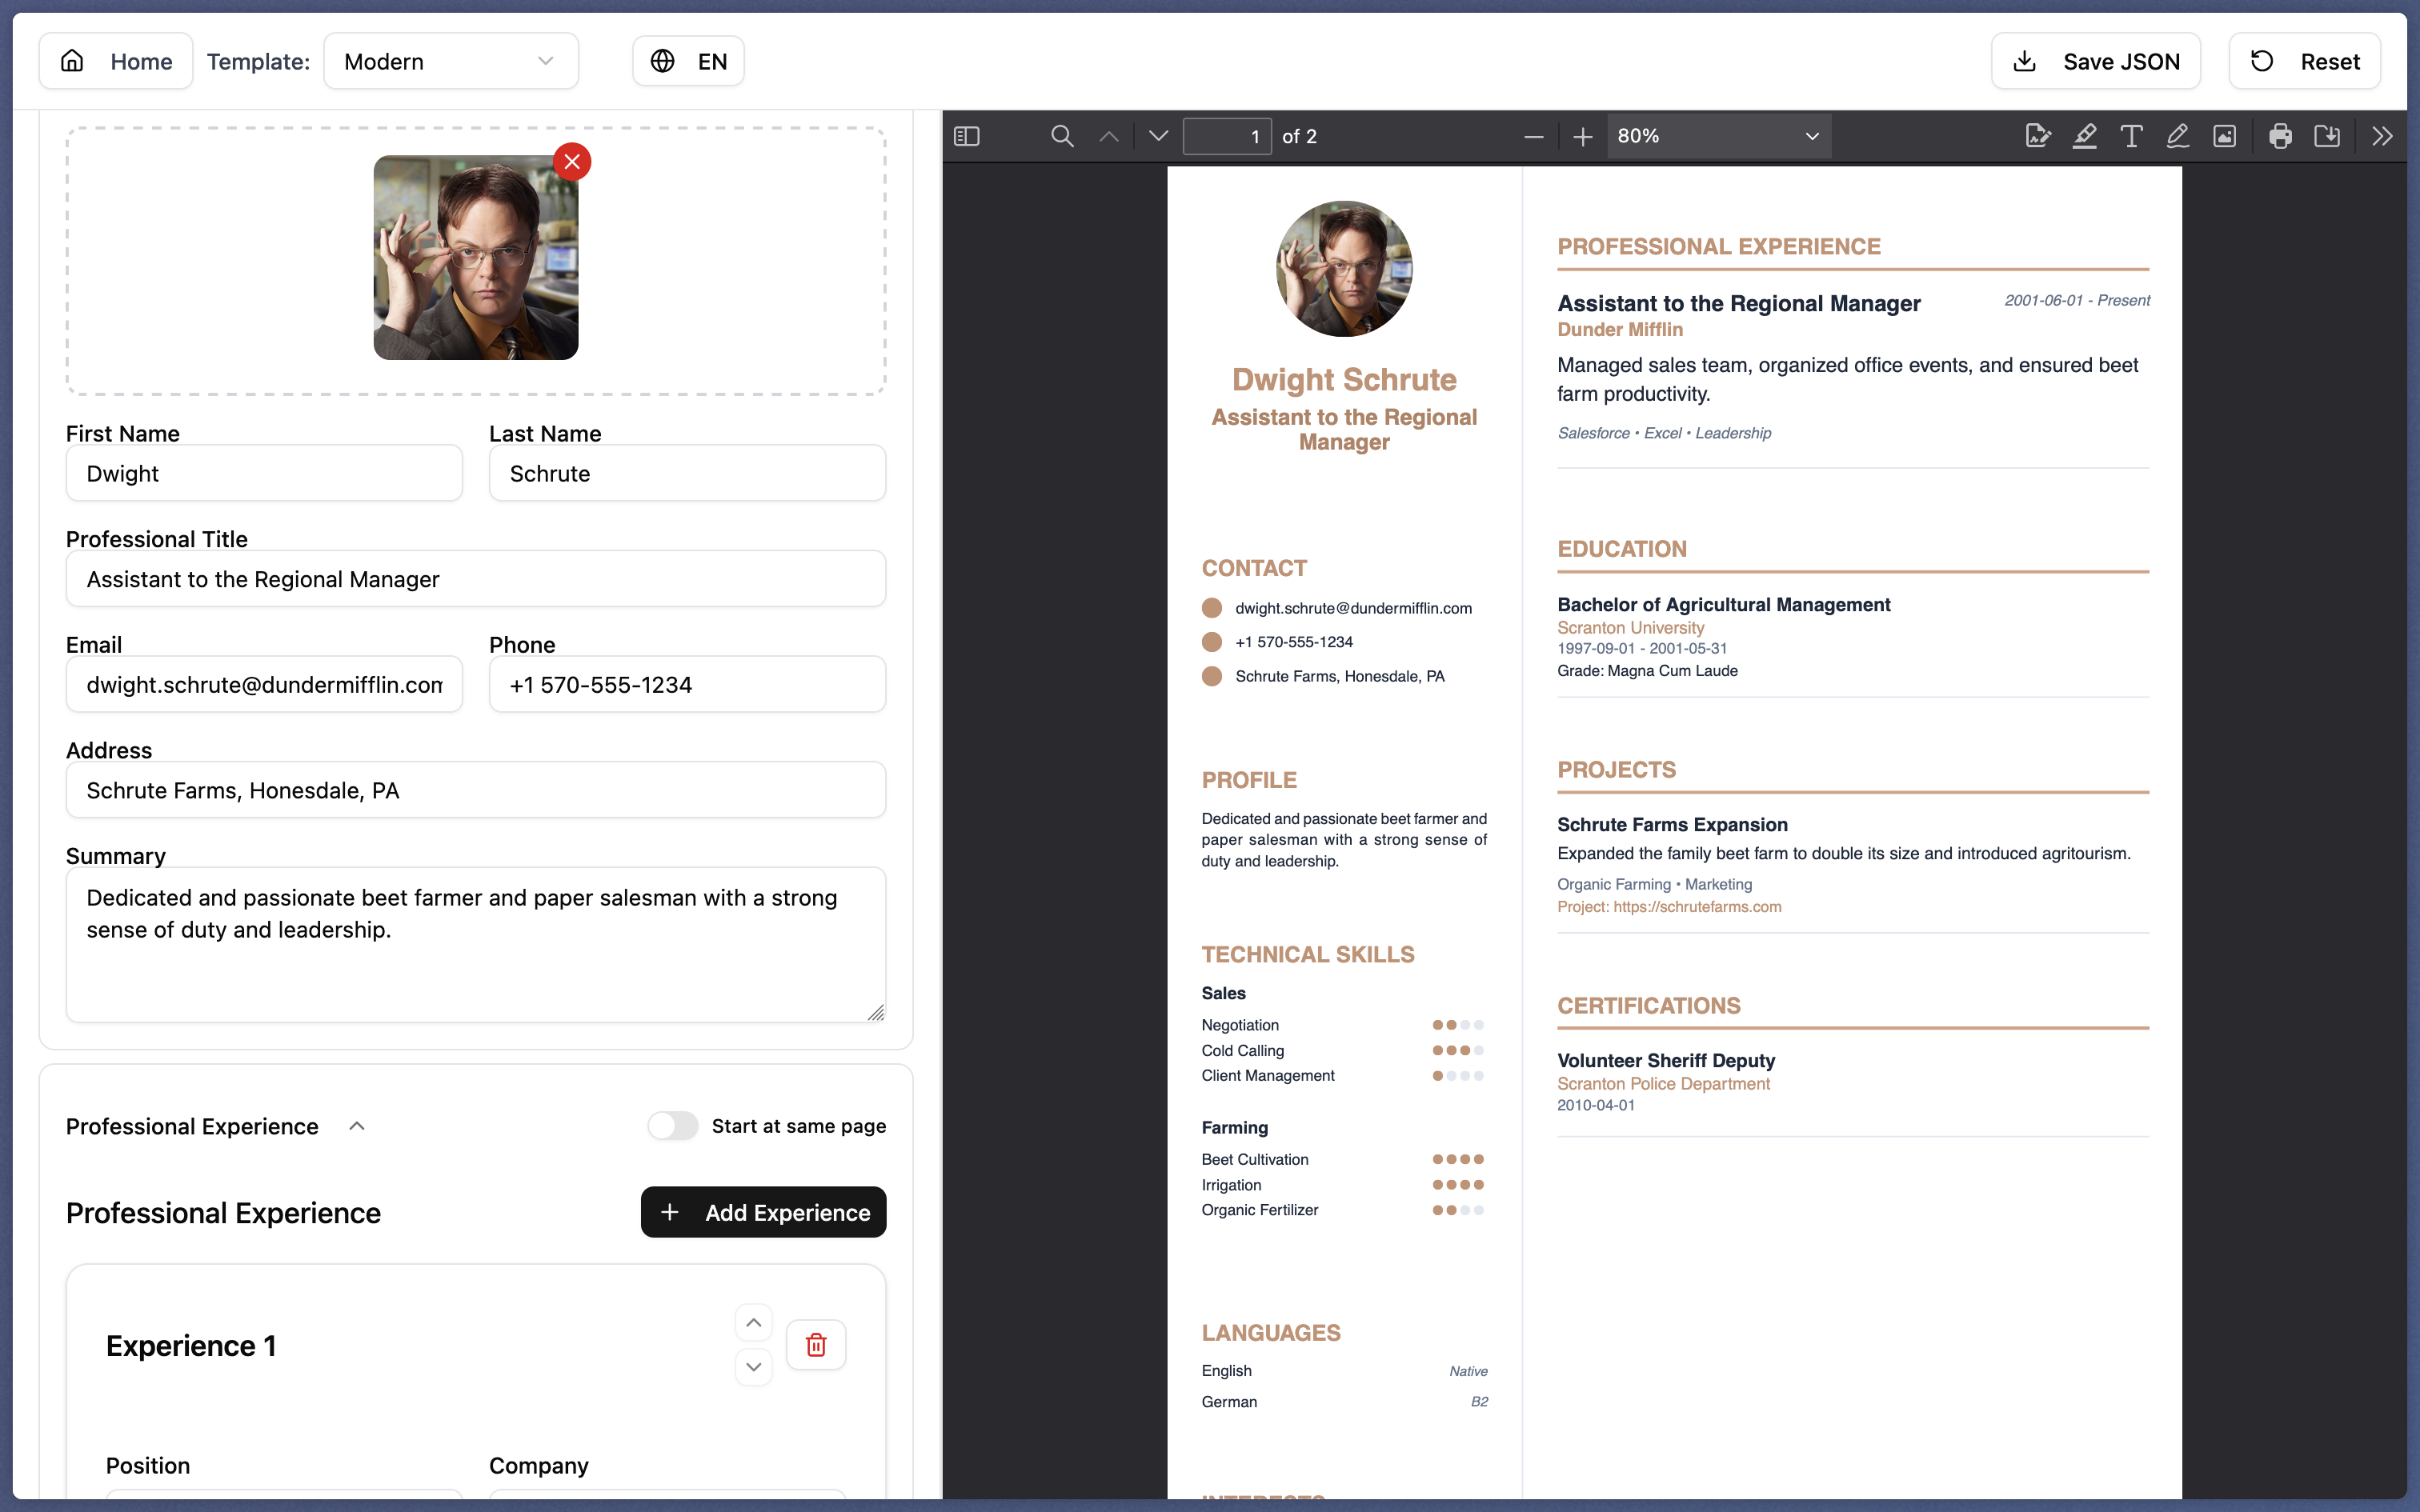 Home
Template:
Modern
EN
Save JSON
Reset
First Name
Last Name
Dwight
Schrute
Professional Title
Assistant to the Regional Manager
Email
Phone
dwight.schrute@dundermifflin.com
+1 570-555-1234
Address
Schrute Farms, Honesdale, PA
Summary
Dedicated and passionate beet farmer and paper salesman with a strong
sense of duty and leadership.
Professional Experience
Start at same page
Professional Experience
Add Experience
Experience 1
Position
Company
1
of 2
80%
Dwight Schrute
Assistant to the Regional
Manager
CONTACT
dwight.schrute@dundermifflin.com
+1 570-555-1234
Schrute Farms, Honesdale, PA
PROFILE
Dedicated and passionate beet farmer and
paper salesman with a strong sense of
duty and leadership.
TECHNICAL SKILLS
Sales
Negotiation
Cold Calling
Client Management
Farming
Beet Cultivation
Irrigation
Organic Fertilizer
LANGUAGES
English
Native
German
B2
INTERESTS
PROFESSIONAL EXPERIENCE
Assistant to the Regional Manager
2001-06-01 - Present
Dunder Mifflin
Managed sales team, organized office events, and ensured beet
farm productivity.
Salesforce • Excel • Leadership
EDUCATION
Bachelor of Agricultural Management
Scranton University
1997-09-01 - 2001-05-31
Grade: Magna Cum Laude
PROJECTS
Schrute Farms Expansion
Expanded the family beet farm to double its size and introduced agritourism.
Organic Farming • Marketing
Project: https://schrutefarms.com
CERTIFICATIONS
Volunteer Sheriff Deputy
Scranton Police Department
2010-04-01